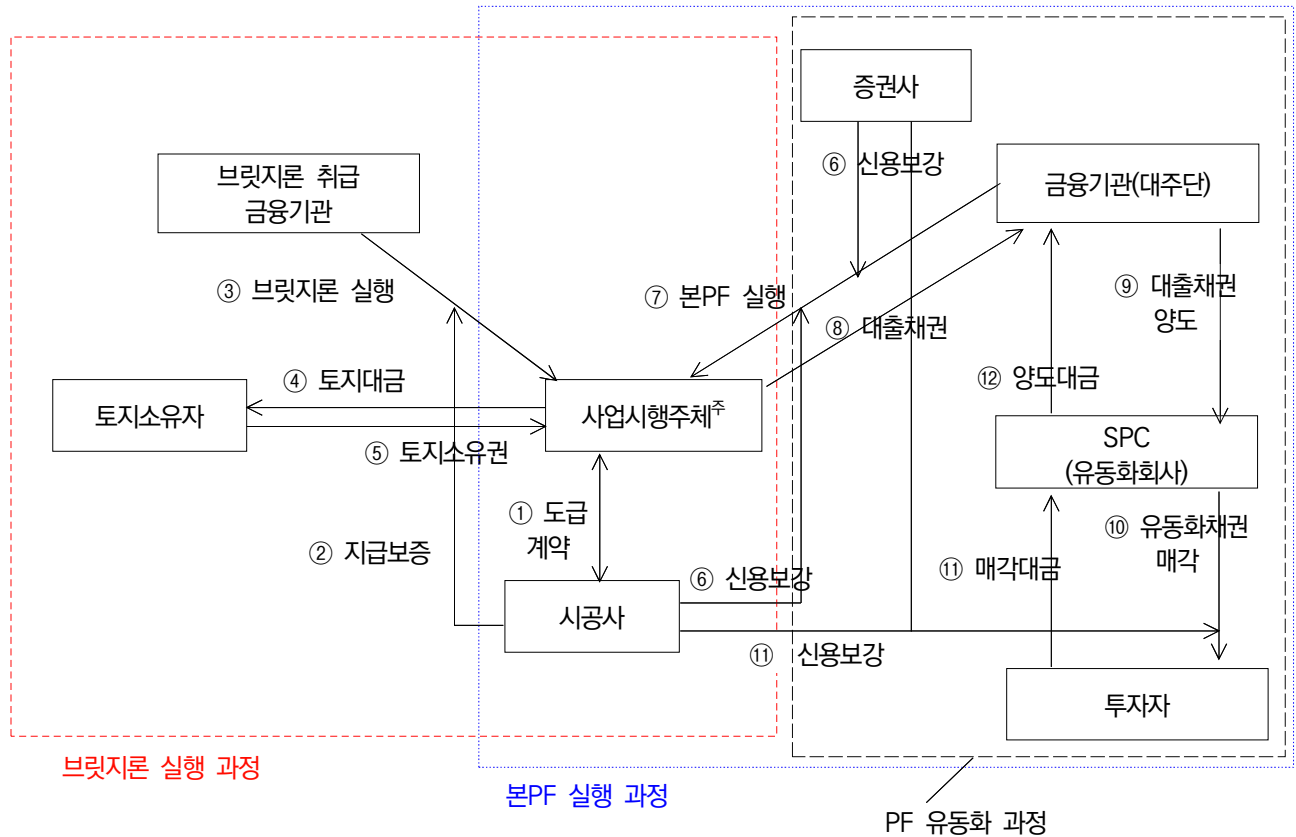 증권사
⑥ 신용보강
브릿지론 취급
금융기관
금융기관(대주단)
③ 브릿지론 실행
⑦ 본PF 실행
⑨ 대출채권
양도
⑧ 대출채권
④ 토지대금
⑫ 양도대금
토지소유자
사업시행주체주
SPC
(유동화회사)
⑤ 토지소유권
① 도급
계약
② 지급보증
⑩ 유동화채권
매각
⑥ 신용보강
⑪ 매각대금
시공사
⑪ 신용보강
투자자
브릿지론 실행 과정
본PF 실행 과정
PF 유동화 과정